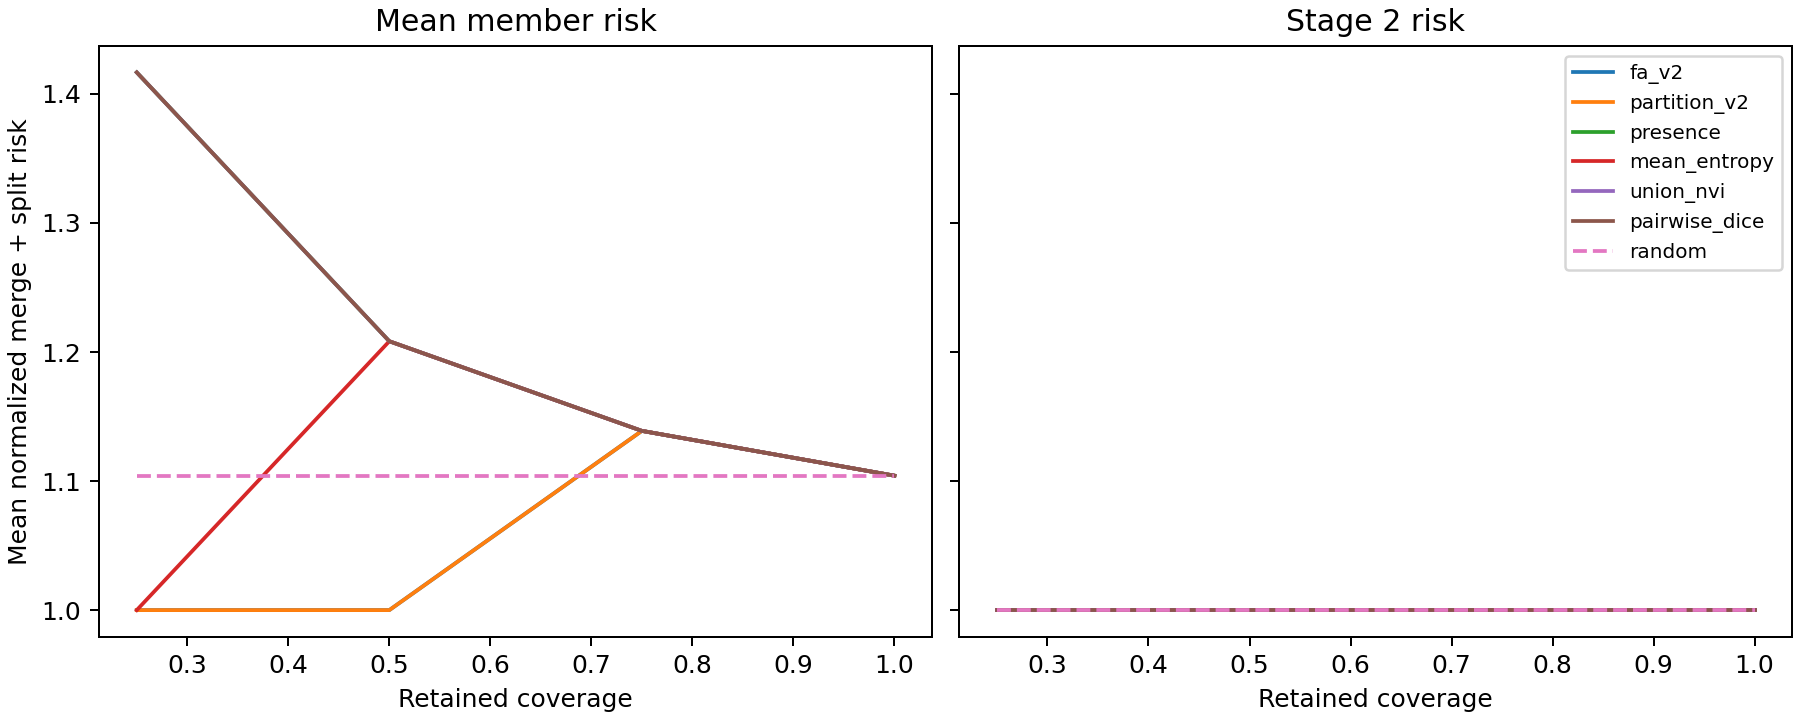 Mean member risk
Mean normalized merge + split risk
1.4
1.3
1.2
1.1
1.0
0.3 0.4 0.5 0.6 0.7 0.8 0.9 1.0
Retained coverage
Stage 2 risk
fa_v2
partition_v2
presence
mean_entropy
union_nvi
pairwise_dice
random
0.3 0.4 0.5 0.6 0.7 0.8 0.9 1.0
Retained coverage